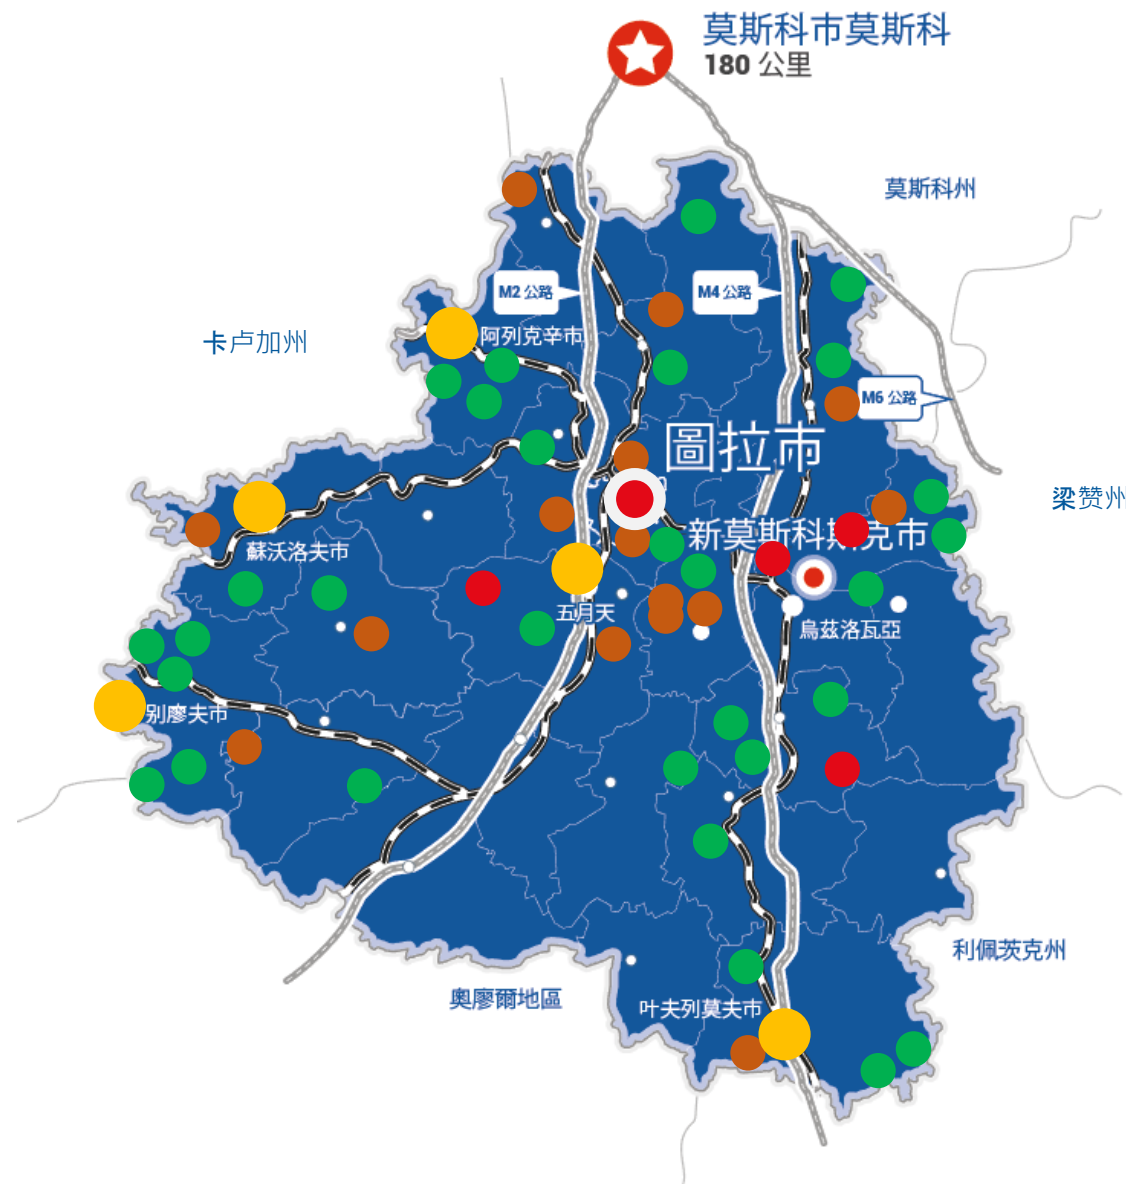 莫斯科市莫斯科
180 公里
莫斯科州
M2 公路
M4 公路
阿列克辛市
卡卢加州
M6 公路
圖拉市
梁赞州
新莫斯科斯克市
蘇沃洛夫市
五月天
烏茲洛瓦亞
别廖夫市
利佩茨克州
奧廖爾地區
叶夫列莫夫市